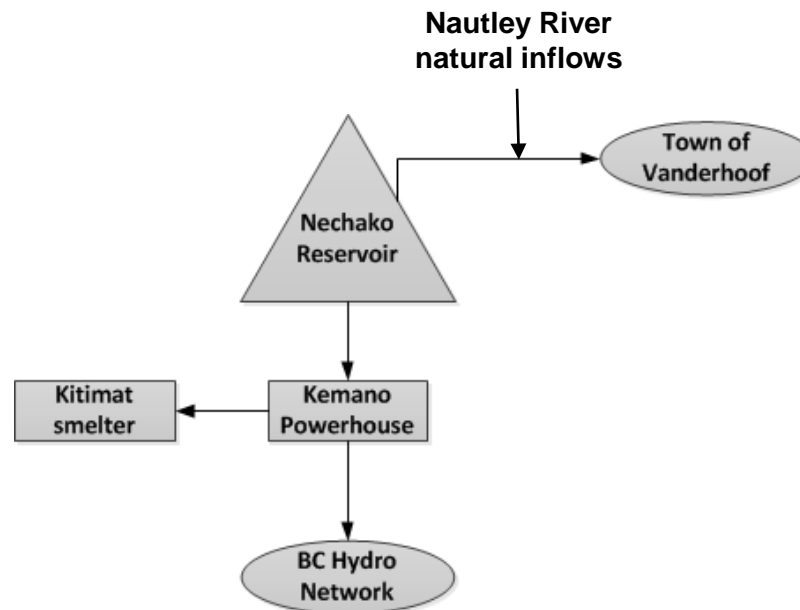 Nautley River
natural inflows
Town of
Vanderhoof
Nechako
Reservoir
Kitimat
smelter
Kemano
Powerhouse
BC Hydro
Network